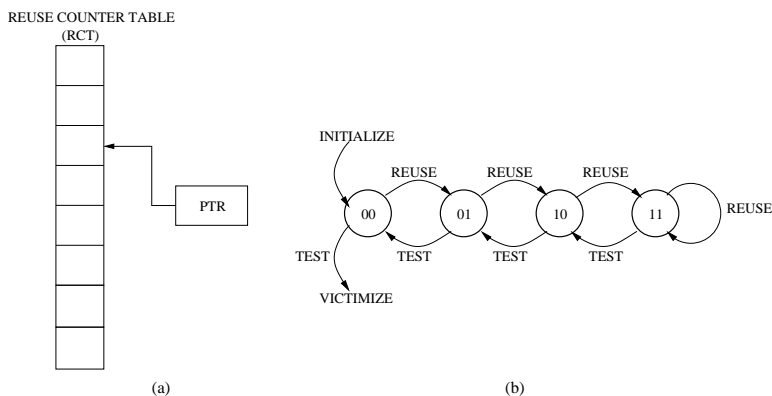 REUSE COUNTER TABLE
(RCT)
PTR
(a)
INITIALIZE
REUSE
REUSE
REUSE
00
01
10
11
REUSE
TEST
TEST
TEST
TEST
VICTIMIZE
(b)